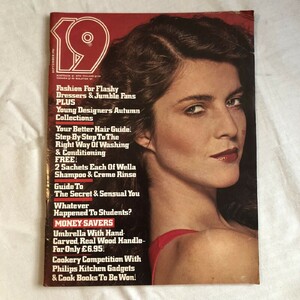 19
Fashion For Flashy
Dressers & Jumble Fans
PLUS
Young Designers Autumn
Collections
Your Better Hair Guide:
Step By Step To The
Right Way Of Washing
& Conditioning
FREE:
2 Sachets Each Of Wella
Shampoo & Creme Rinse
Guide To
The Secret & Sensual You
Whatever
Happened To Students?
MONEY SAVERS
Umbrella With Hand
Carved, Real Wood Handle-
For Only £6.95!
Cookery Competition With
Philips Kitchen Gadgets
& Cook Books To Be Won!